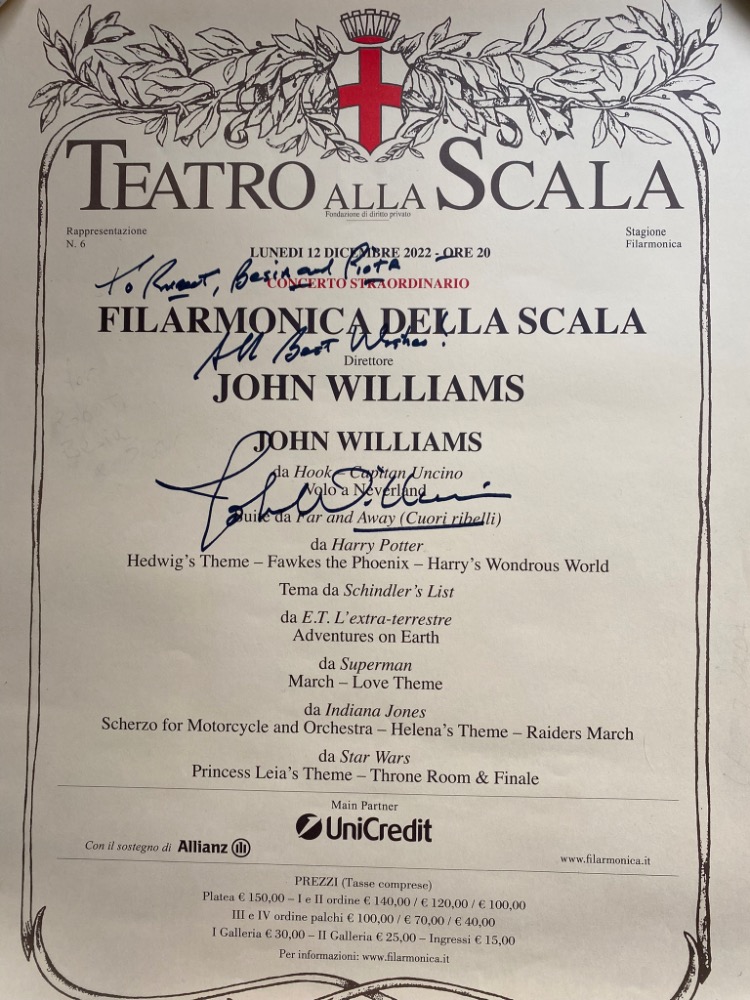 TEATRO ALLA SCALA
Fondazione di diritto privato
Rappresentazione
N. 6
Stagione
Filarmonica
LUNEDI 12 DICEMBRE 2022 - ORE 20
To and
CONCERTO STRAORDINARIO
FILARMONICA DELLA SCALA
All Best Wishes!
Direttore
JOHN WILLIAMS
JOHN WILLIAMS
da Hook – Capitan Uncino
Volo a Neverland
John Williams
Suite da Far and Away (Cuori ribelli)
da Harry Potter
Hedwig's Theme – Fawkes the Phoenix – Harry's Wondrous World
Tema da Schindler's List
da E.T. L'extra-terrestre
Adventures on Earth
da Superman
March – Love Theme
da Indiana Jones
Scherzo for Motorcycle and Orchestra – Helena's Theme – Raiders March
da Star Wars
Princess Leia's Theme – Throne Room & Finale
Main Partner
UniCredit
Con il sostegno di Allianz
www.filarmonica.it
PREZZI (Tasse comprese)
Platea € 150,00 – I e II ordine € 140,00 / € 120,00 / € 100,00
III e IV ordine palchi € 100,00 / € 70,00 / € 40,00
I Galleria € 30,00 – II Galleria € 25,00 – Ingressi € 15,00
Per informazioni: www.filarmonica.it